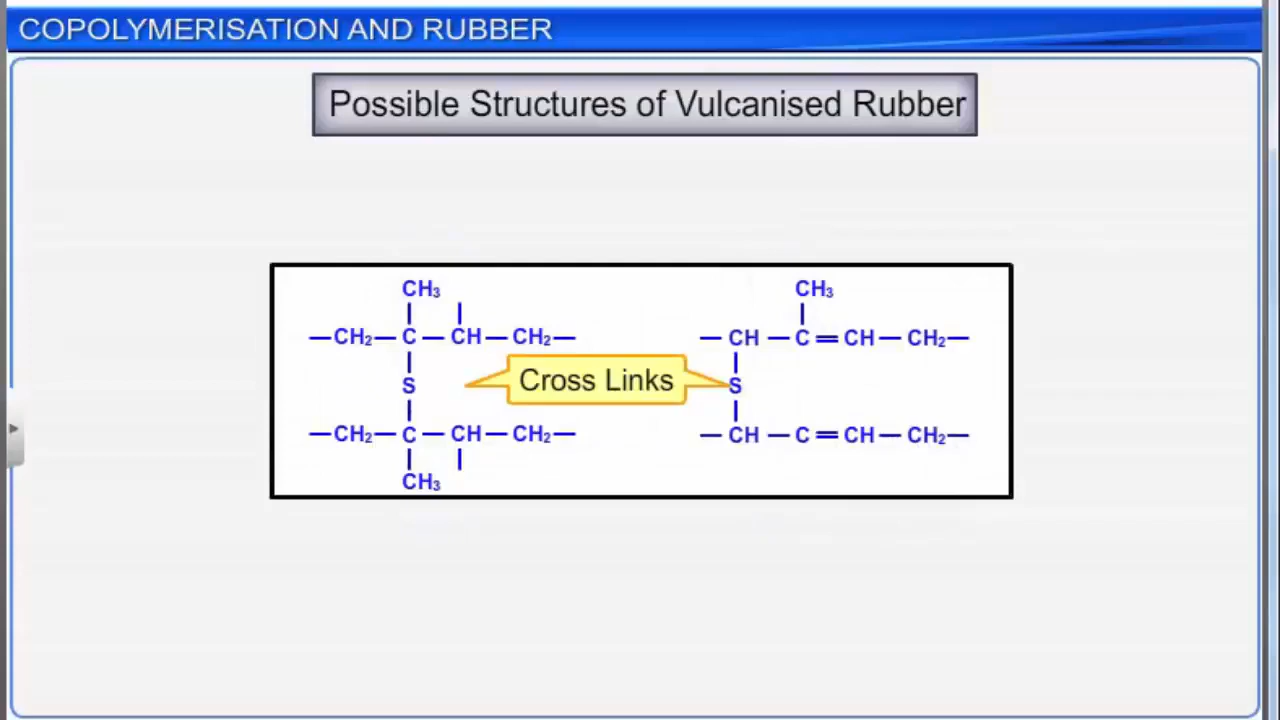 COPOLYMERISATION AND RUBBER
Possible Structures of Vulcanised Rubber
CH₃ CH₃
—CH₂—C—CH—CH₂— —CH—C=CH—CH₂—
S Cross Links S
—CH₂—C—CH—CH₂— —CH—C=CH—CH₂—
CH₃